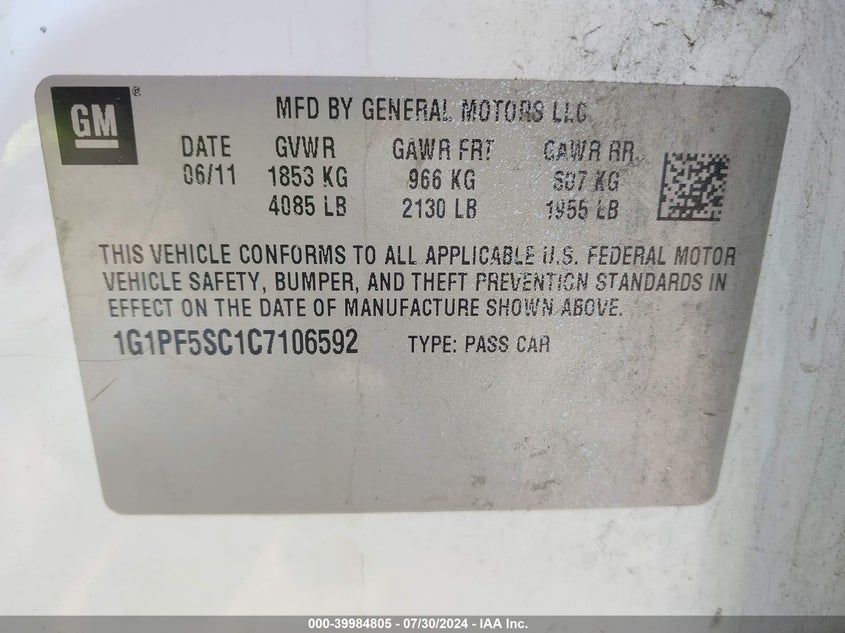 GM®
MFD BY GENERAL MOTORS LLC
DATE GVWR GAWR FRT GAWR RR
06/11 1853 KG 966 KG 887 KG
4085 LB 2130 LB 1955 LB
THIS VEHICLE CONFORMS TO ALL APPLICABLE U.S. FEDERAL MOTOR
VEHICLE SAFETY, BUMPER, AND THEFT PREVENTION STANDARDS IN
EFFECT ON THE DATE OF MANUFACTURE SHOWN ABOVE.
1G1PF5SC1C7106592 TYPE: PASS CAR
000-39984805 - 07/30/2024 - IAA Inc.